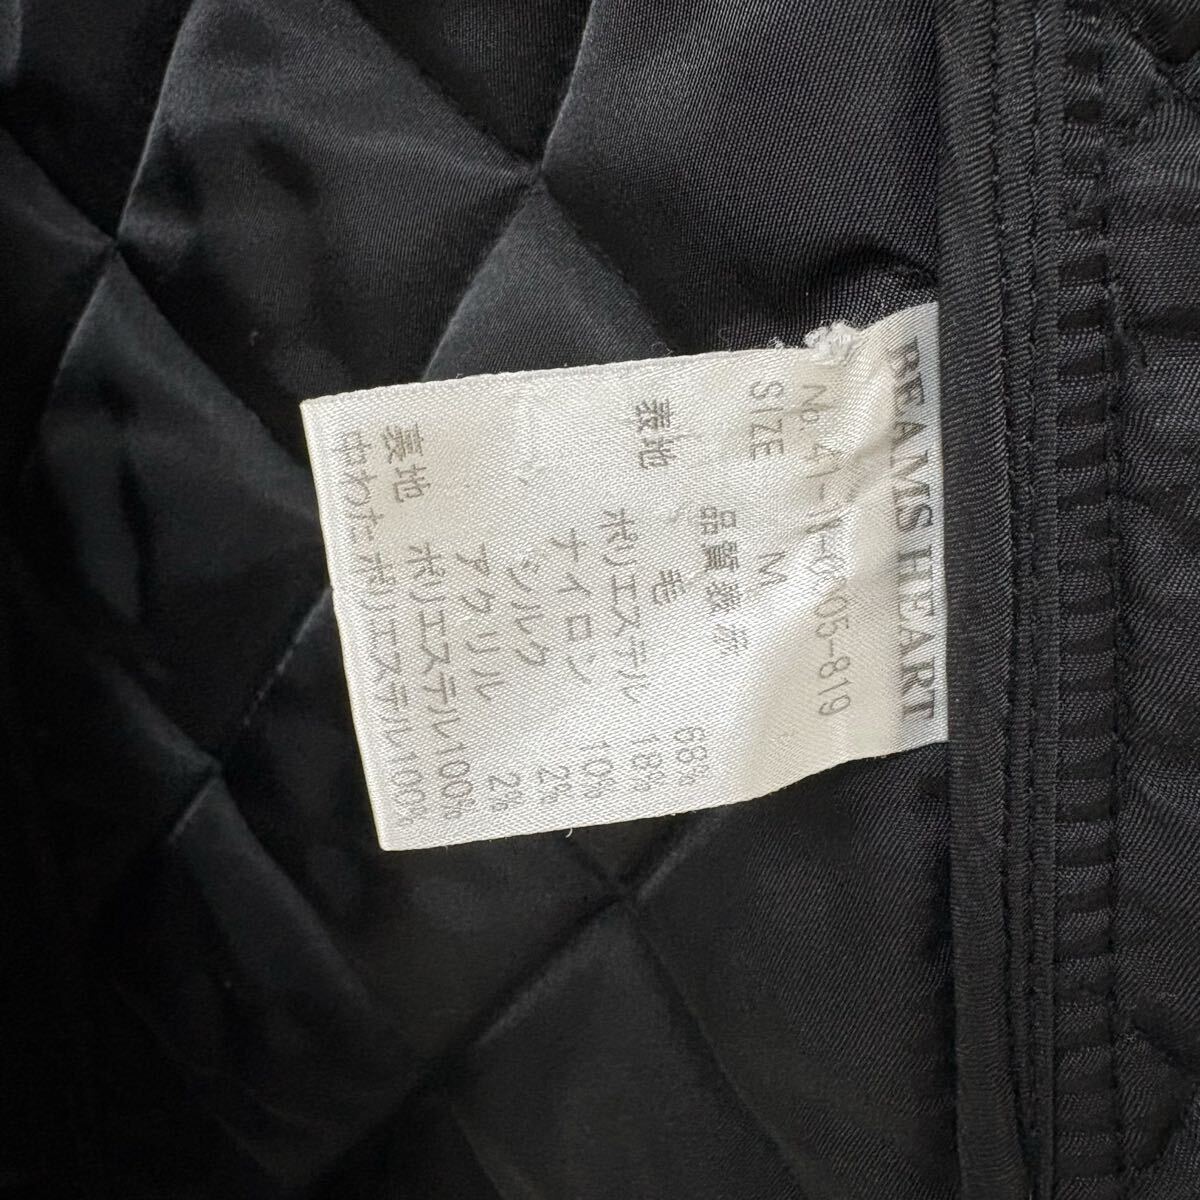 BEAMS HEART
No. 41-19-0005-819
SIZE M
品質表示
表地 ポリエステル 68%
毛 18%
ナイロン 10%
シルク 2%
アクリル 2%
裏地 ポリエステル100%
中わた ポリエステル100%